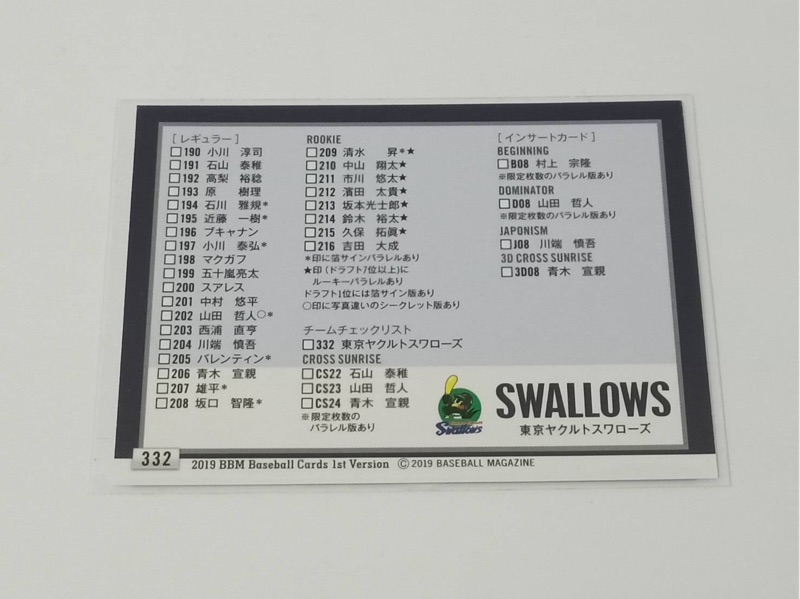 [レギュラー]
□190 小川 淳司
□191 石山 泰稚
□192 高梨 裕稔
□193 原 樹理
□194 石川 雅規*
□195 近藤 一樹*
□196 ブキャナン
□197 小川 泰弘*
□198 マクガフ
□199 五十嵐亮太
□200 スアレス
□201 中村 悠平
□202 山田 哲人○*
□203 西浦 直亨
□204 川端 慎吾
□205 バレンティン*
□206 青木 宣親
□207 雄平*
□208 坂口 智隆*
ROOKIE
□209 清水 昇*★
□210 中山 翔太★
□211 市川 悠太★
□212 濱田 太貴★
□213 坂本光士郎★
□214 鈴木 裕太★
□215 久保 拓眞★
□216 吉田 大成
*印に箔サインパラレルあり
★印(ドラフト7位以上)に
ルーキーパラレルあり
ドラフト1位には箔サイン版あり
○印に写真違いのシークレット版あり
チームチェックリスト
□332 東京ヤクルトスワローズ
CROSS SUNRISE
□CS22 石山 泰稚
□CS23 山田 哲人
□CS24 青木 宣親
※限定枚数の
パラレル版あり
[インサートカード]
BEGINNING
□B08 村上 宗隆
※限定枚数のパラレル版あり
DOMINATOR
□D08 山田 哲人
※限定枚数のパラレル版あり
JAPONISM
□J08 川端 慎吾
3D CROSS SUNRISE
□3D08 青木 宣親
Swallows
SWALLOWS
東京ヤクルトスワローズ
332
2019 BBM Baseball Cards 1st Version ©2019 BASEBALL MAGAZINE